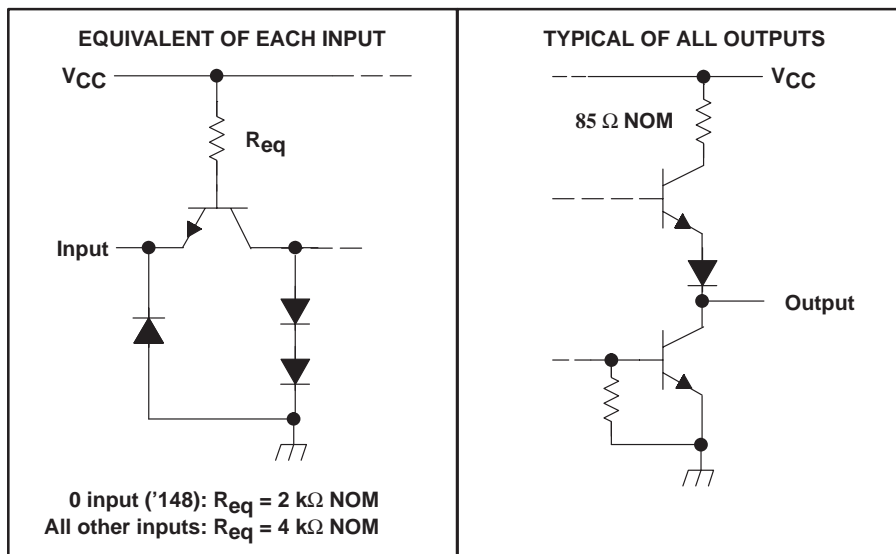 EQUIVALENT OF EACH INPUT
VCC
Req
Input
0 input ('148): Req = 2 kΩ NOM
All other inputs: Req = 4 kΩ NOM
TYPICAL OF ALL OUTPUTS
VCC
85 Ω NOM
Output